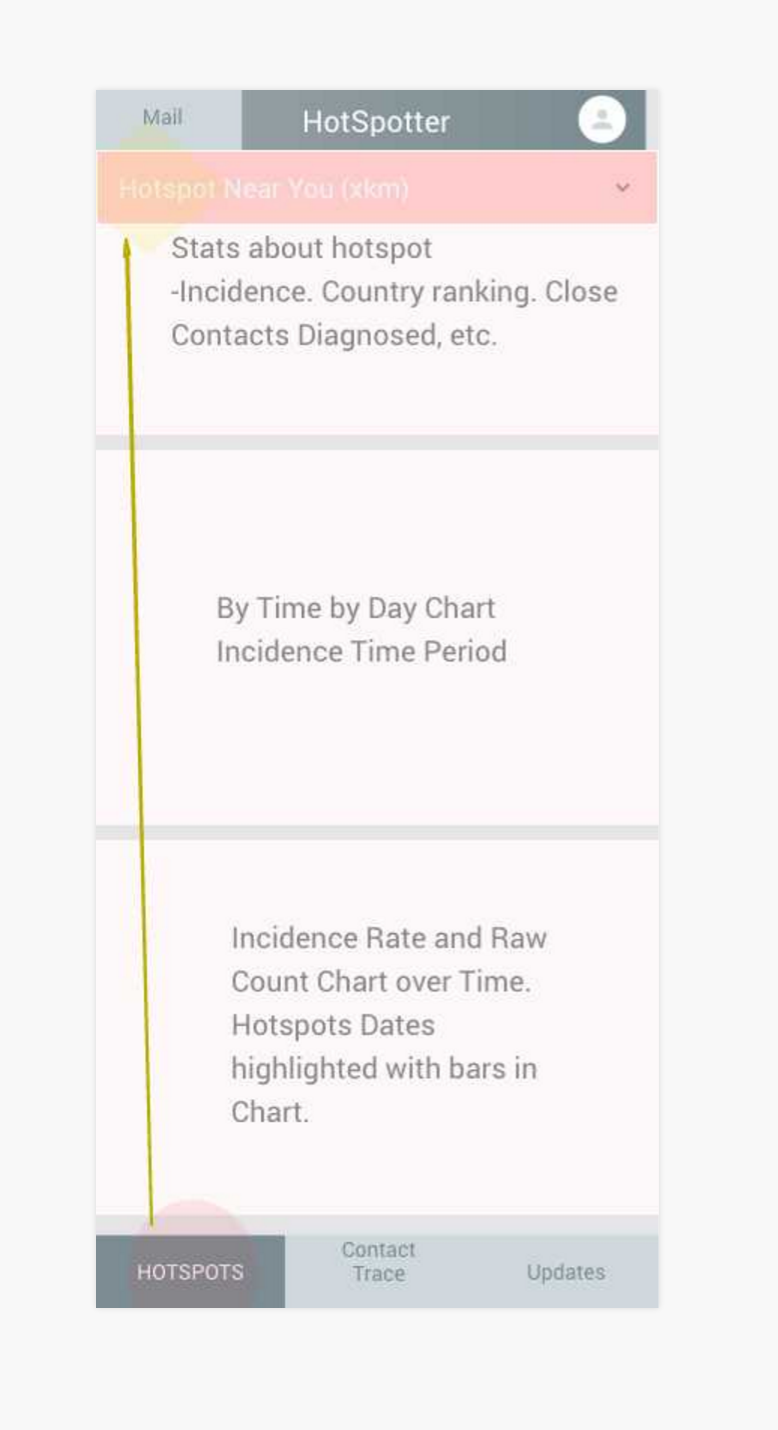 Mail
HotSpotter
Hotspot Near You (xkm)
Stats about hotspot
-Incidence. Country ranking. Close
Contacts Diagnosed, etc.
By Time by Day Chart
Incidence Time Period
Incidence Rate and Raw
Count Chart over Time.
Hotspots Dates
highlighted with bars in
Chart.
HOTSPOTS
Contact
Trace
Updates